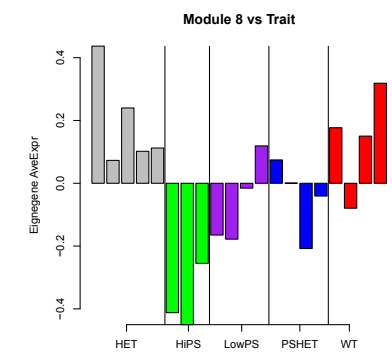 Module 8 vs Trait
Eignegene AveExpr
0.4
0.2
0.0
−0.2
−0.4
HET HiPS LowPS PSHET WT